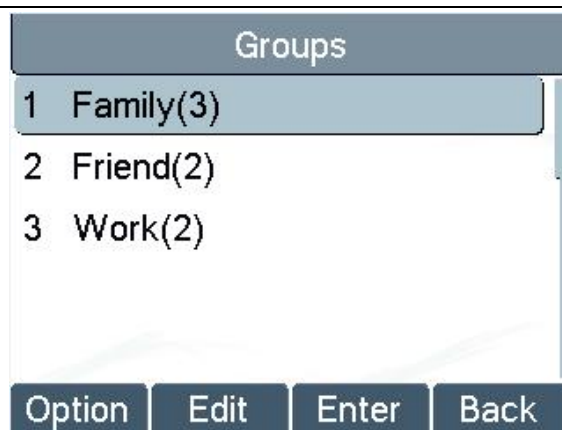 Groups
1 Family(3)
2 Friend(2)
3 Work(2)
Option Edit Enter Back